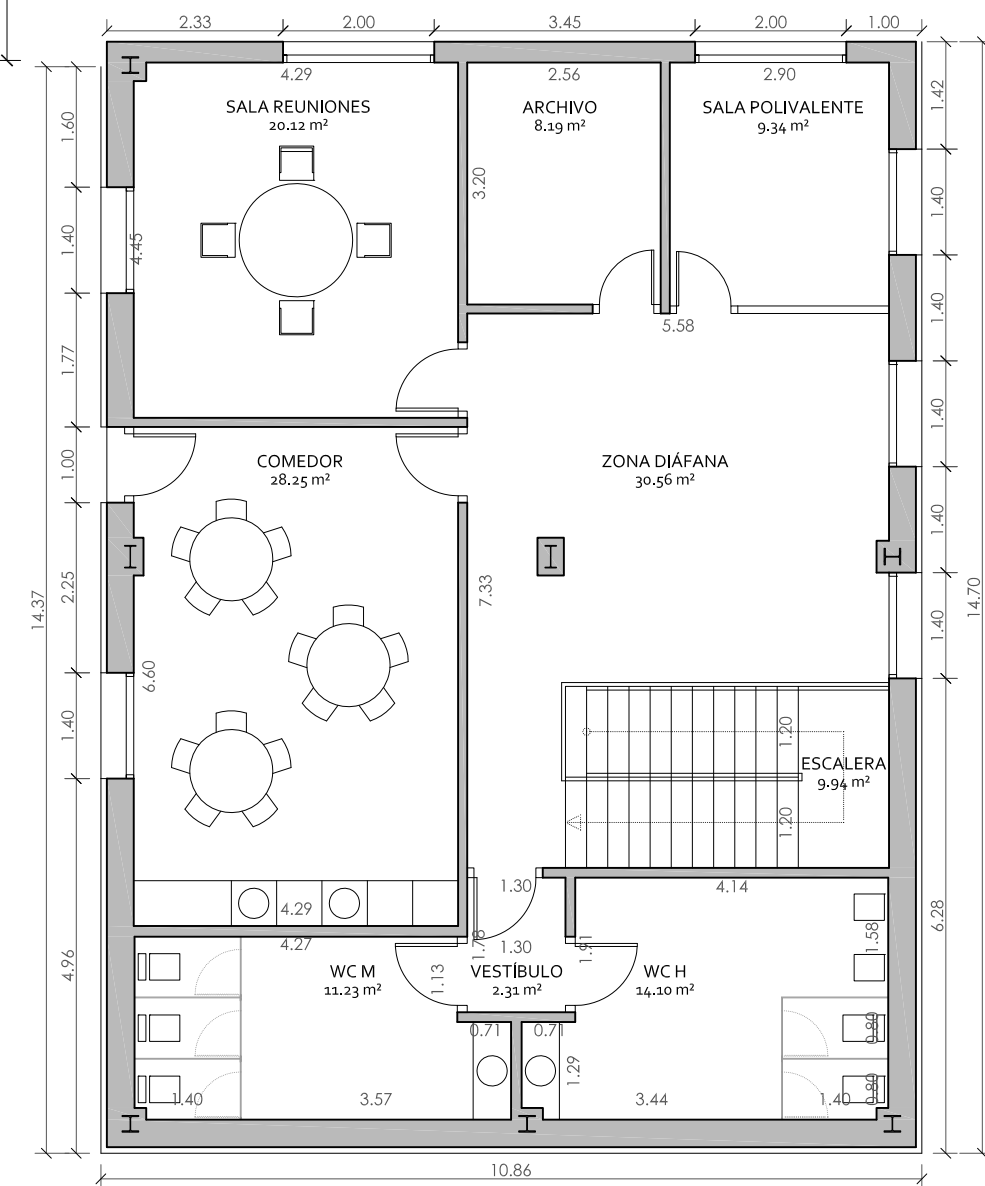 2.33
2.00
3.45
2.00
1.00
4.29
2.56
2.90
SALA REUNIONES
20.12 m²
ARCHIVO
8.19 m²
SALA POLIVALENTE
9.34 m²
1.60
1.42
3.20
1.40
4.45
1.40
1.40
5.58
1.77
1.40
COMEDOR
28.25 m²
ZONA DIÁFANA
30.56 m²
1.00
1.40
2.25
7.33
14.37
14.70
1.40
6.60
1.40
1.20
ESCALERA
9.94 m²
1.20
1.30
4.14
4.29
4.27
1.78
1.30
1.91
1.58
6.28
4.96
WC M
11.23 m²
1.13
VESTÍBULO
2.31 m²
WC H
14.10 m²
0.71
0.71
0.80
1.29
1.40
3.57
3.44
1.40
0.80
10.86